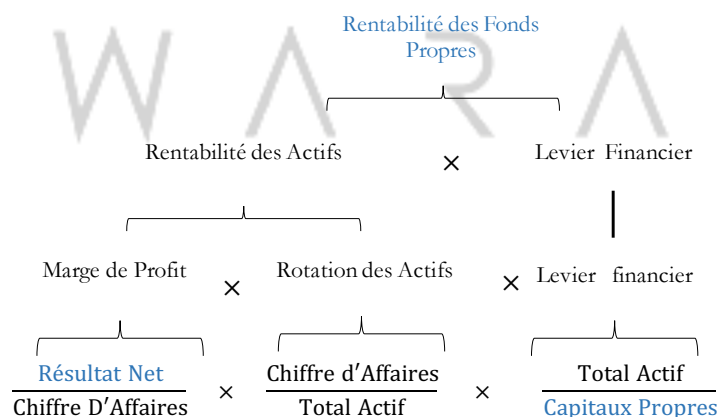 WARA
Rentabilité des Fonds
Propres
Rentabilité des Actifs × Levier Financier
Marge de Profit × Rotation des Actifs × Levier financier
Résultat Net Chiffre d'Affaires Total Actif
× ×
Chiffre D'Affaires Total Actif Capitaux Propres